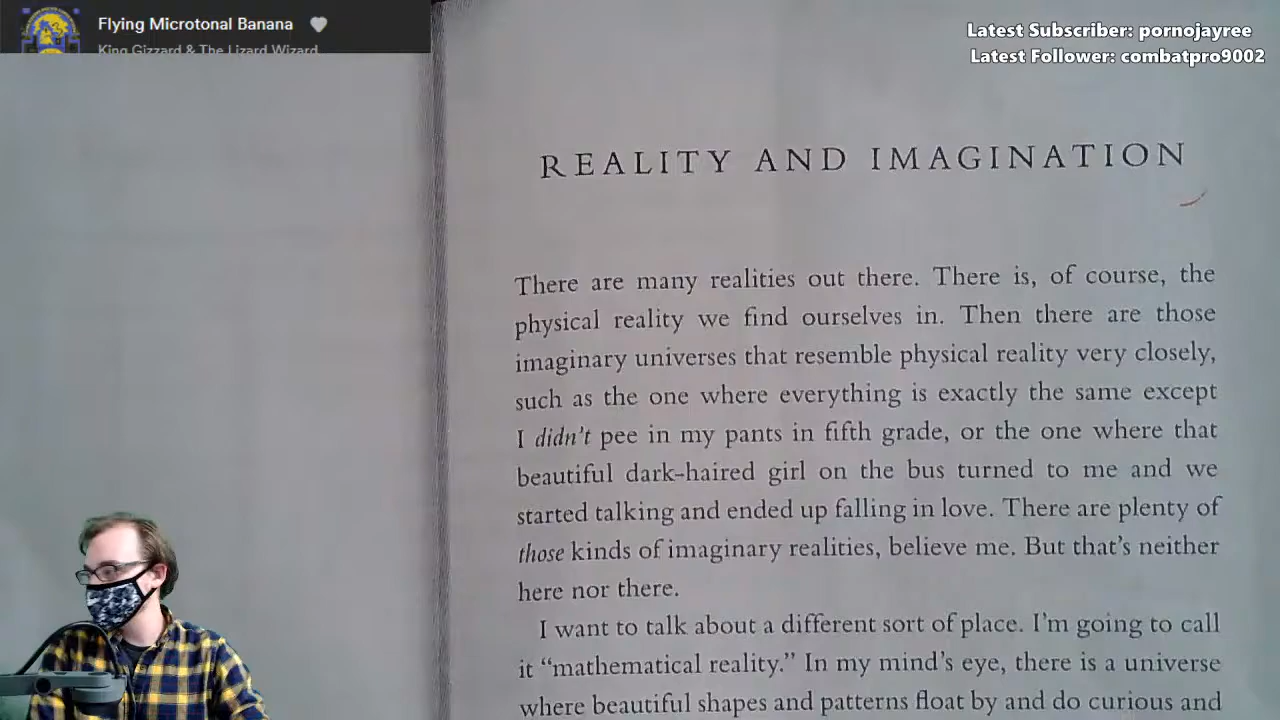 Flying Microtonal Banana
King Gizzard & The Lizard Wizard
Latest Subscriber: pornojayree
Latest Follower: combatpro9002
REALITY AND IMAGINATION
There are many realities out there. There is, of course, the
physical reality we find ourselves in. Then there are those
imaginary universes that resemble physical reality very closely,
such as the one where everything is exactly the same except
I didn't pee in my pants in fifth grade, or the one where that
beautiful dark-haired girl on the bus turned to me and we
started talking and ended up falling in love. There are plenty of
those kinds of imaginary realities, believe me. But that's neither
here nor there.
I want to talk about a different sort of place. I'm going to call
it “mathematical reality.” In my mind's eye, there is a universe
where beautiful shapes and patterns float by and do curious and